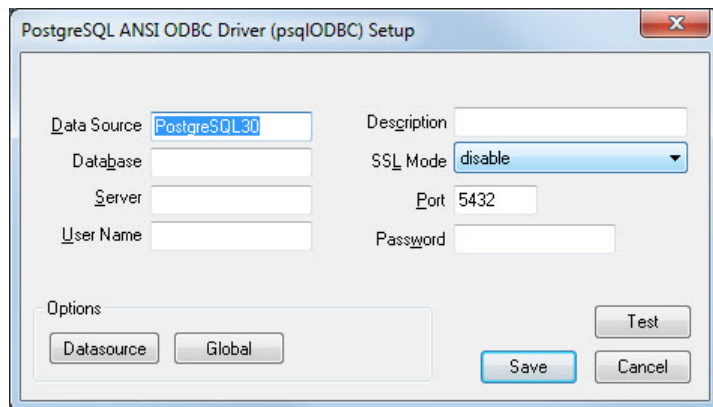 PostgreSQL ANSI ODBC Driver (psqlODBC) Setup
Data Source PostgreSQL30 Description
Database SSL Mode disable
Server Port 5432
User Name Password
Options
Test
Datasource Global
Save Cancel